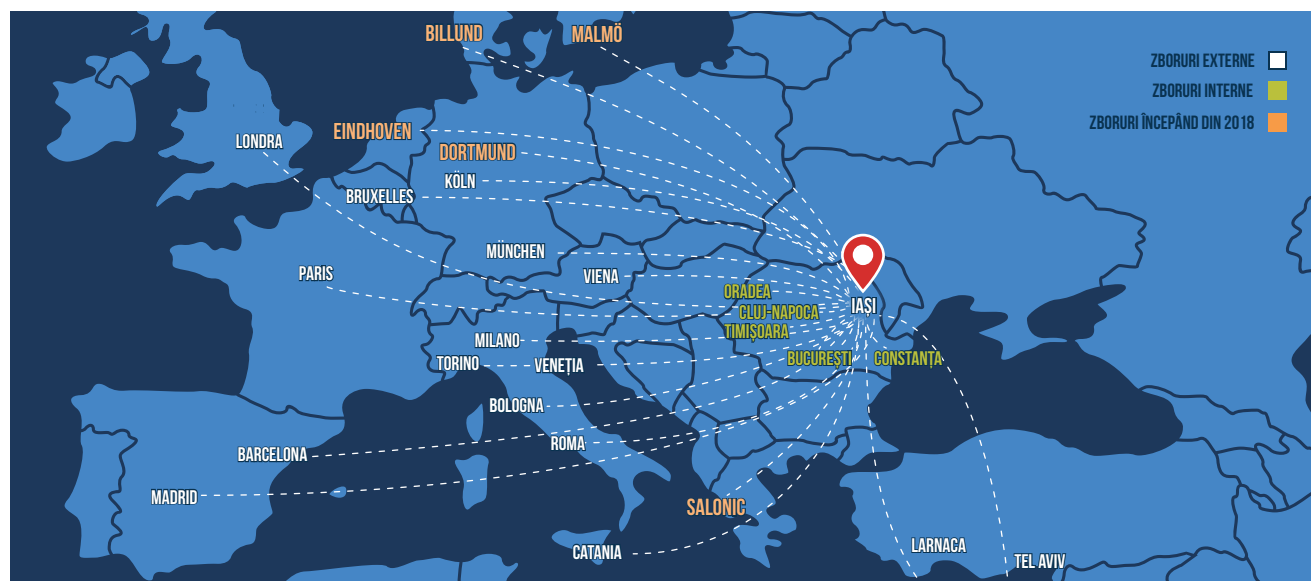 BILLUND
MALMÖ
ZBORURI EXTERNE
ZBORURI INTERNE
ZBORURI ÎNCEPÂND DIN 2018
EINDHOVEN
LONDRA
DORTMUND
KÖLN
BRUXELLES
MÜNCHEN
VIENA
PARIS
ORADEA
IAȘI
CLUJ-NAPOCA
TIMIȘOARA
MILANO
BUCUREȘTI
CONSTANȚA
TORINO
VENEȚIA
BOLOGNA
ROMA
BARCELONA
MADRID
SALONIC
LARNACA
CATANIA
TEL AVIV